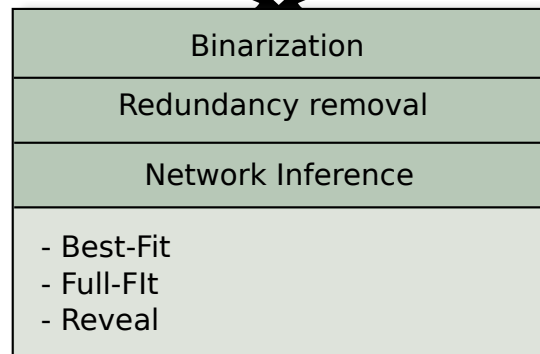 Binarization
Redundancy removal
Network Inference
- Best-Fit
- Full-FIt
- Reveal